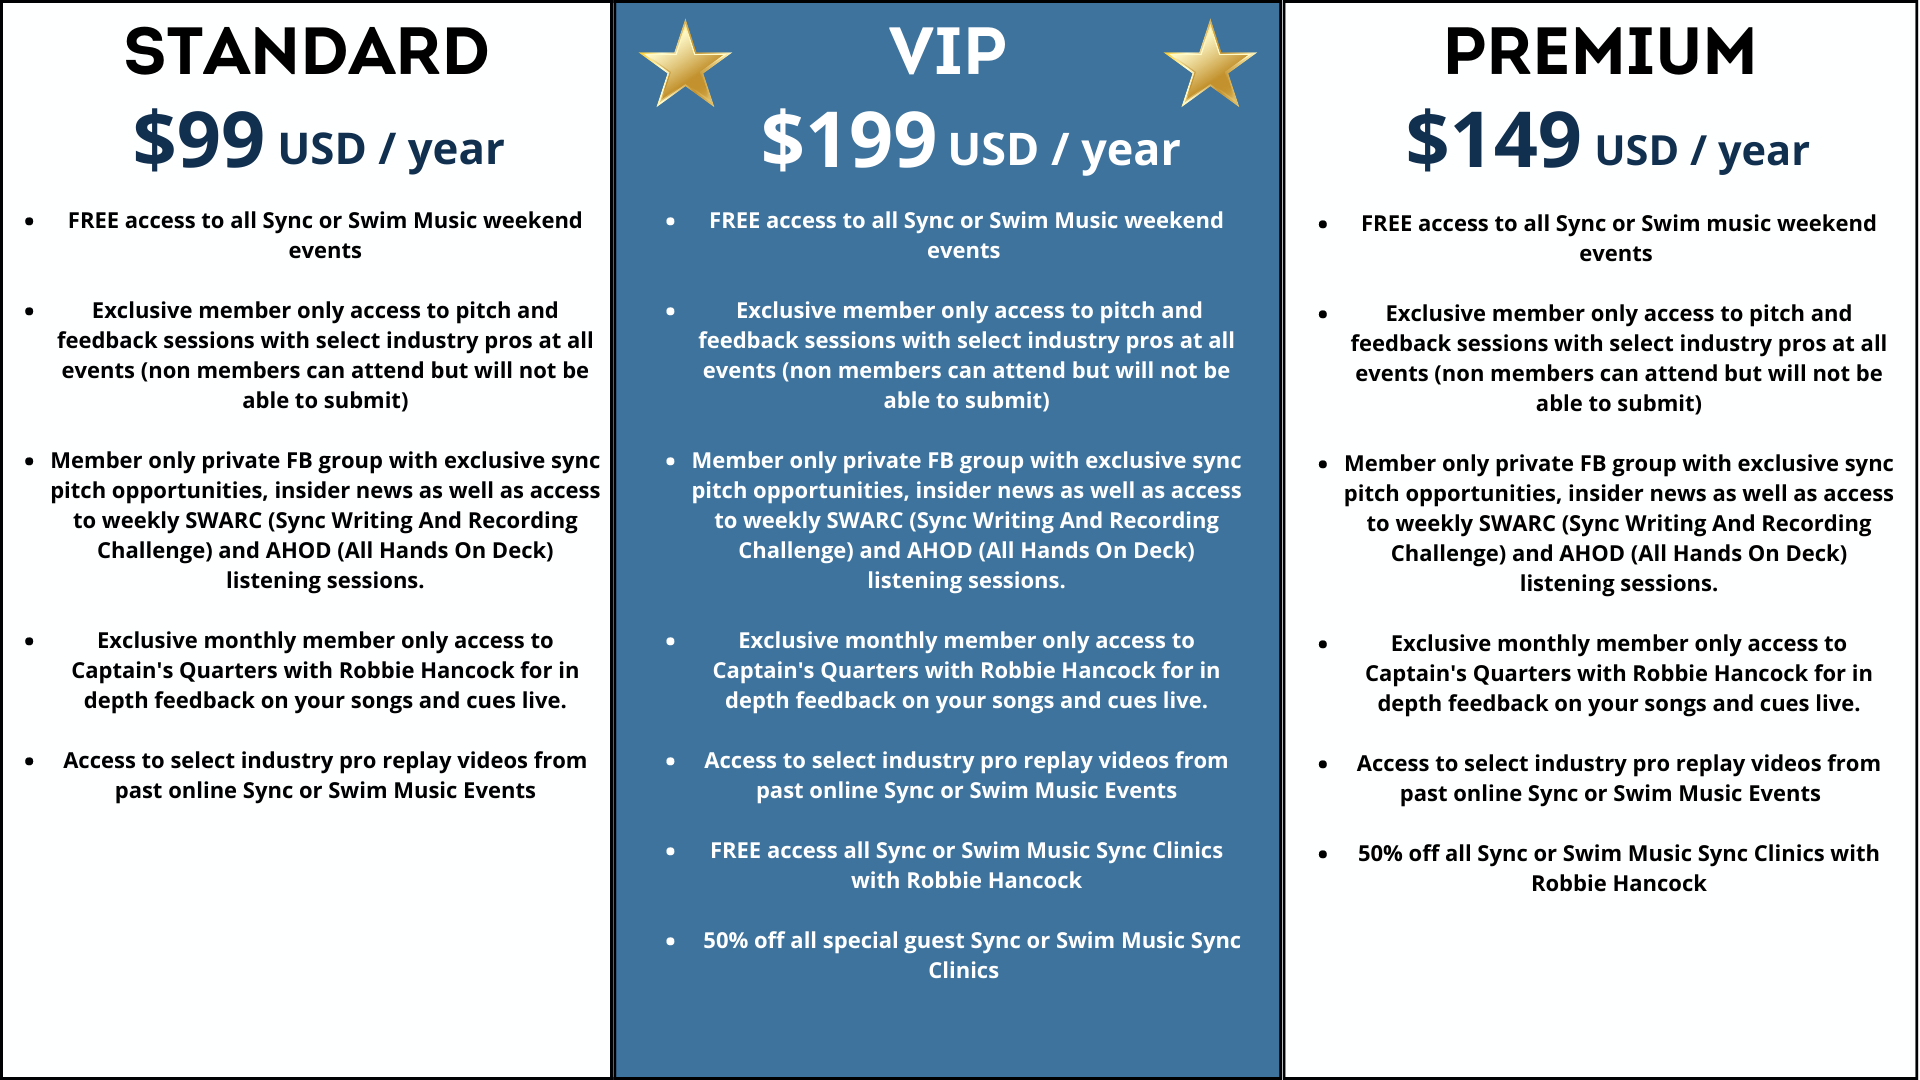 STANDARD
$99 USD / year
• FREE access to all Sync or Swim Music weekend
events
• Exclusive member only access to pitch and
feedback sessions with select industry pros at all
events (non members can attend but will not be
able to submit)
• Member only private FB group with exclusive sync
pitch opportunities, insider news as well as access
to weekly SWARC (Sync Writing And Recording
Challenge) and AHOD (All Hands On Deck)
listening sessions.
• Exclusive monthly member only access to
Captain's Quarters with Robbie Hancock for in
depth feedback on your songs and cues live.
• Access to select industry pro replay videos from
past online Sync or Swim Music Events
VIP
$199 USD / year
• FREE access to all Sync or Swim Music weekend
events
• Exclusive member only access to pitch and
feedback sessions with select industry pros at all
events (non members can attend but will not be
able to submit)
• Member only private FB group with exclusive sync
pitch opportunities, insider news as well as access
to weekly SWARC (Sync Writing And Recording
Challenge) and AHOD (All Hands On Deck)
listening sessions.
• Exclusive monthly member only access to
Captain's Quarters with Robbie Hancock for in
depth feedback on your songs and cues live.
• Access to select industry pro replay videos from
past online Sync or Swim Music Events
• FREE access all Sync or Swim Music Sync Clinics
with Robbie Hancock
• 50% off all special guest Sync or Swim Music Sync
Clinics
PREMIUM
$149 USD / year
• FREE access to all Sync or Swim music weekend
events
• Exclusive member only access to pitch and
feedback sessions with select industry pros at all
events (non members can attend but will not be
able to submit)
• Member only private FB group with exclusive sync
pitch opportunities, insider news as well as access
to weekly SWARC (Sync Writing And Recording
Challenge) and AHOD (All Hands On Deck)
listening sessions.
• Exclusive monthly member only access to
Captain's Quarters with Robbie Hancock for in
depth feedback on your songs and cues live.
• Access to select industry pro replay videos from
past online Sync or Swim Music Events
• 50% off all Sync or Swim Music Sync Clinics with
Robbie Hancock